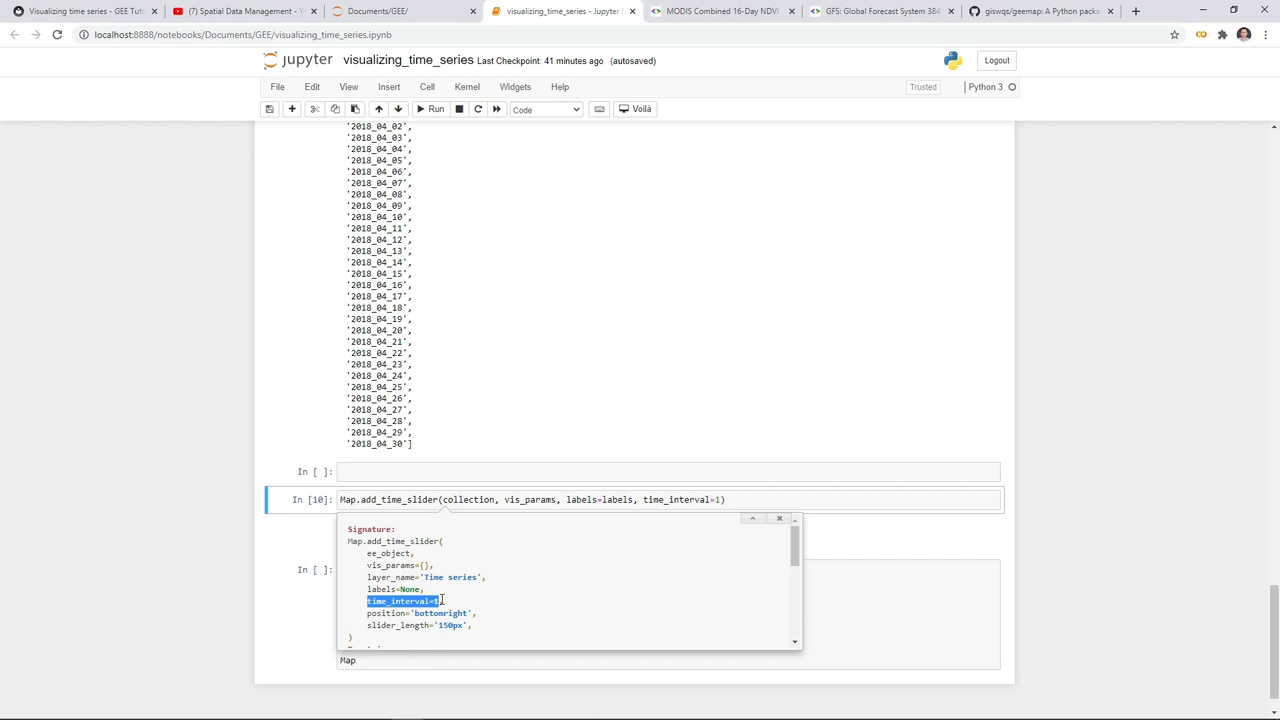 Visualizing time series - GEE Tuto
(7) Spatial Data Management - Y
Documents/GEE/
visualizing_time_series - Jupyter
MODIS Combined 16-Day NDVI
GFS: Global Forecast System 384
giswqs/geemap: A Python packa
localhost:8888/notebooks/Documents/GEE/visualizing_time_series.ipynb
jupyter visualizing_time_series Last Checkpoint: 41 minutes ago (autosaved)
Logout
File Edit View Insert Cell Kernel Widgets Help
Trusted
Python 3
Run
Code
Voilà
'2018_04_02',
'2018_04_03',
'2018_04_04',
'2018_04_05',
'2018_04_06',
'2018_04_07',
'2018_04_08',
'2018_04_09',
'2018_04_10',
'2018_04_11',
'2018_04_12',
'2018_04_13',
'2018_04_14',
'2018_04_15',
'2018_04_16',
'2018_04_17',
'2018_04_18',
'2018_04_19',
'2018_04_20',
'2018_04_21',
'2018_04_22',
'2018_04_23',
'2018_04_24',
'2018_04_25',
'2018_04_26',
'2018_04_27',
'2018_04_28',
'2018_04_29',
'2018_04_30']
In [ ]:
In [10]: Map.add_time_slider(collection, vis_params, labels=labels, time_interval=1)
Signature:
Map.add_time_slider(
ee_object,
vis_params={},
layer_name='Time series',
labels=None,
time_interval=1
position='bottomright',
slider_length='150px',
)
In [ ]:
Map